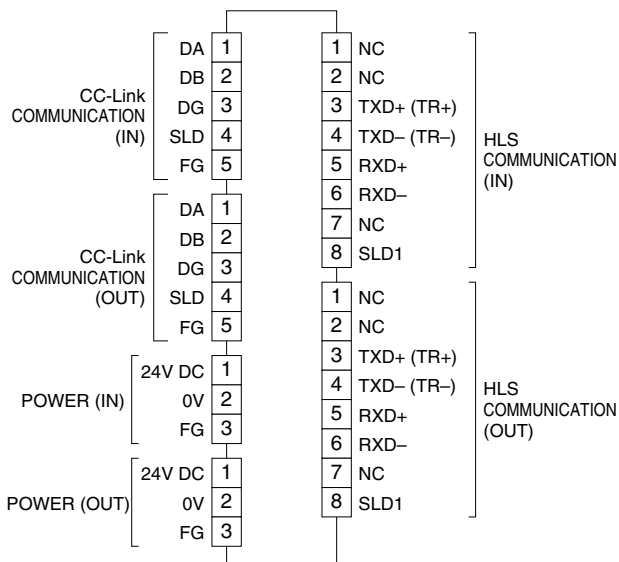 CC-Link
COMMUNICATION
(IN)
DA 1
DB 2
DG 3
SLD 4
FG 5
CC-Link
COMMUNICATION
(OUT)
DA 1
DB 2
DG 3
SLD 4
FG 5
POWER (IN)
24V DC 1
0V 2
FG 3
POWER (OUT)
24V DC 1
0V 2
FG 3
1 NC
2 NC
3 TXD+ (TR+)
4 TXD– (TR–)
5 RXD+
6 RXD–
7 NC
8 SLD1
HLS
COMMUNICATION
(IN)
1 NC
2 NC
3 TXD+ (TR+)
4 TXD– (TR–)
5 RXD+
6 RXD–
7 NC
8 SLD1
HLS
COMMUNICATION
(OUT)